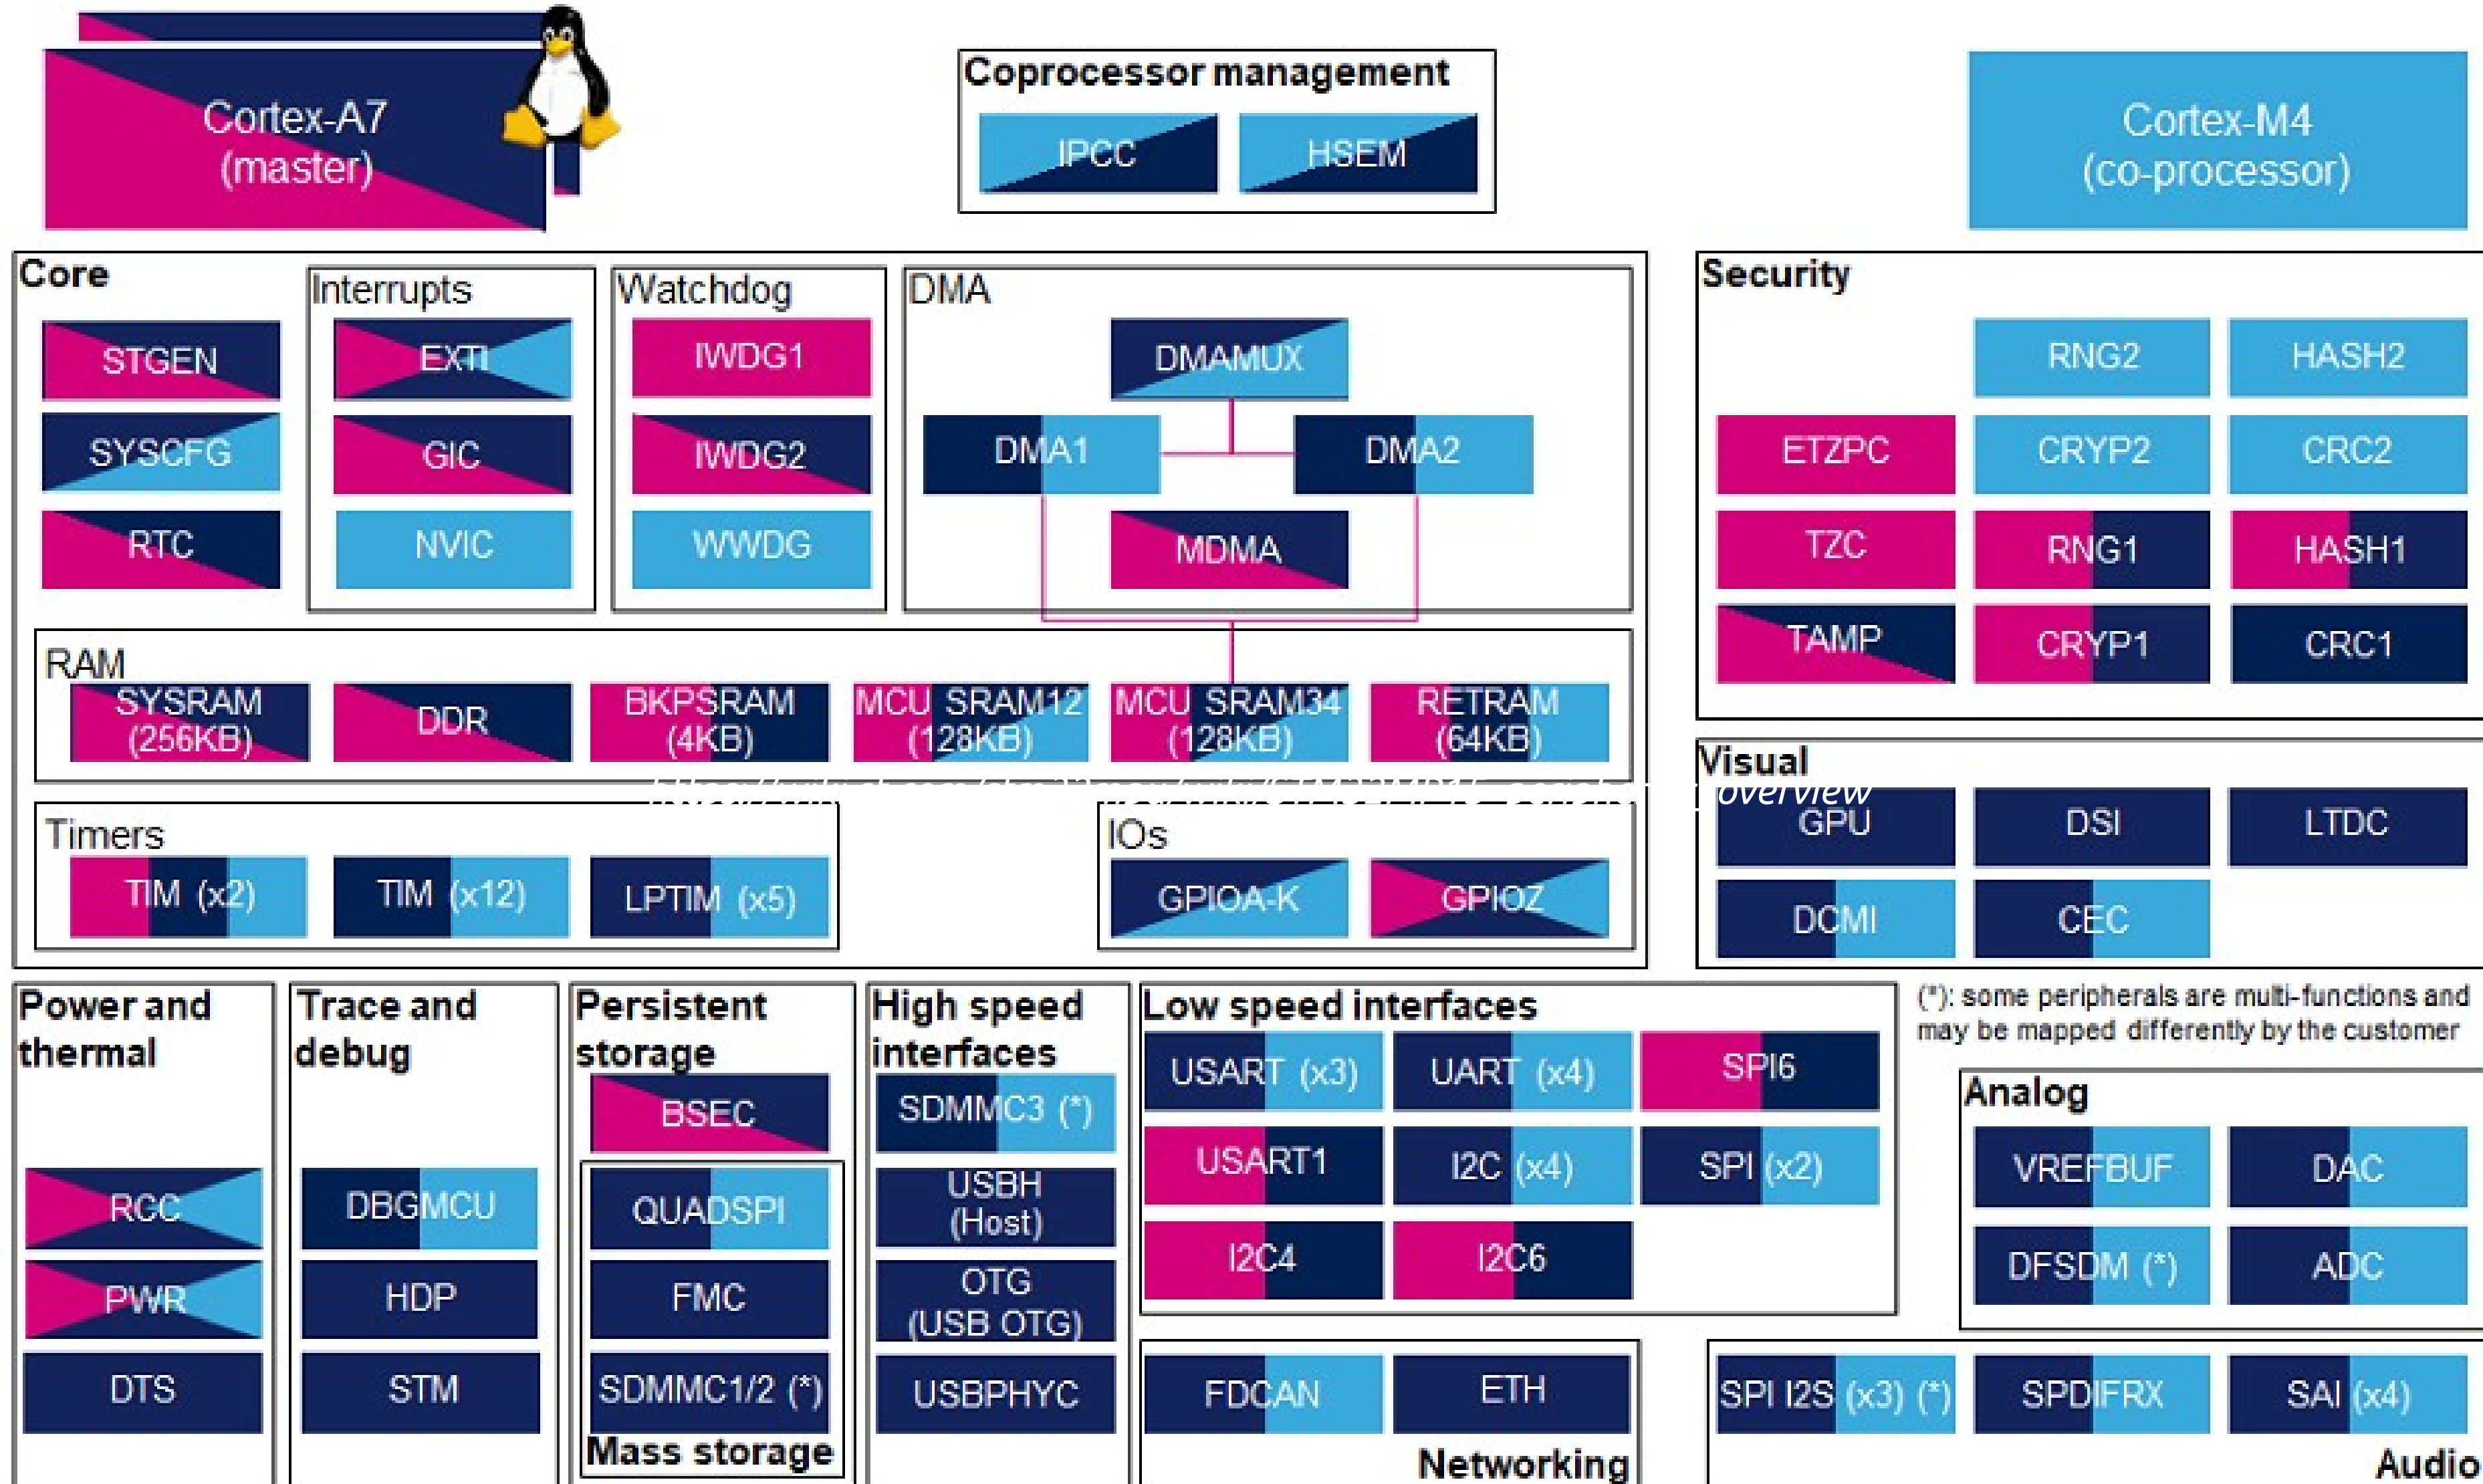 Cortex-A7
(master)
Coprocessor management
IPCC
HSEM
Cortex-M4
(co-processor)
Core
STGEN
SYSCFG
RTC
Interrupts
EXTI
GIC
NVIC
Watchdog
IWDG1
IWDG2
WWDG
DMA
DMAMUX
DMA1
DMA2
MDMA
RAM
SYSRAM
(256KB)
DDR
BKPSRAM
(4KB)
MCU SRAM12
(128KB)
MCU SRAM34
(128KB)
RETRAM
(64KB)
Timers
TIM (x2)
TIM (x12)
LPTIM (x5)
IOs
GPIOA-K
GPIOZ
Security
RNG2
HASH2
ETZPC
CRYP2
CRC2
TZC
RNG1
HASH1
TAMP
CRYP1
CRC1
Visual
overview
GPU
DSI
LTDC
DCMI
CEC
Power and
thermal
RCC
PWR
DTS
Trace and
debug
DBGMCU
HDP
STM
Persistent
storage
BSEC
QUADSPI
FMC
SDMMC1/2 (*)
Mass storage
High speed
interfaces
SDMMC3 (*)
USBH
(Host)
OTG
(USB OTG)
USBPHYC
Low speed interfaces
USART (x3)
UART (x4)
SPI6
USART1
I2C (x4)
SPI (x2)
I2C4
I2C6
FDCAN
ETH
Networking
(*): some peripherals are multi-functions and
may be mapped differently by the customer
Analog
VREFBUF
DAC
DFSDM (*)
ADC
SPI I2S (x3) (*)
SPDIFRX
SAI (x4)
Audio